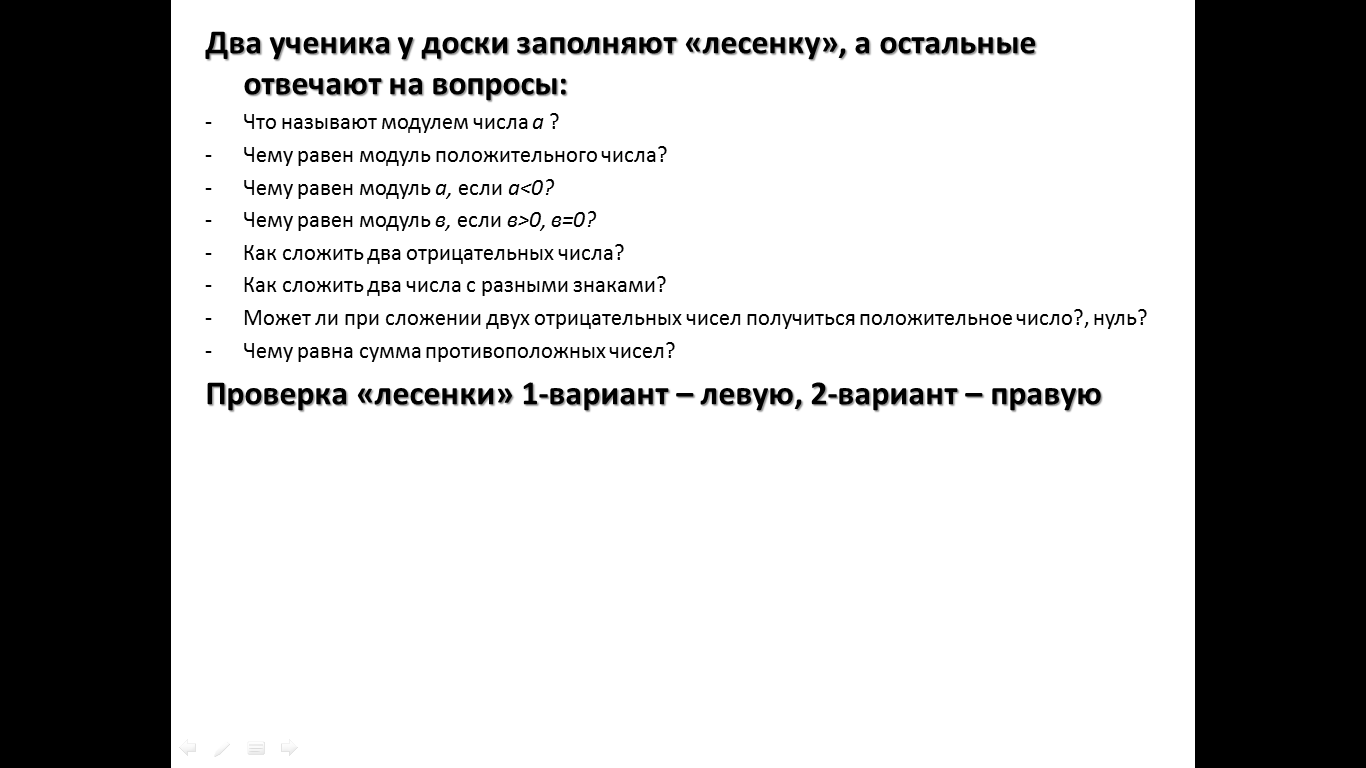 Два ученика у доски заполняют «лесенку», а остальные
отвечают на вопросы:
- Что называют модулем числа а ?
- Чему равен модуль положительного числа?
- Чему равен модуль а, если а<0?
- Чему равен модуль в, если в>0, в=0?
- Как сложить два отрицательных числа?
- Как сложить два числа с разными знаками?
- Может ли при сложении двух отрицательных чисел получиться положительное число?, нуль?
- Чему равна сумма противоположных чисел?
Проверка «лесенки» 1-вариант – левую, 2-вариант – правую